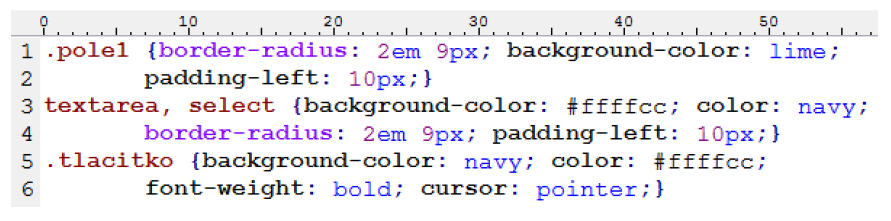 0 10 20 30 40 50
1 .pole1 {border-radius: 2em 9px; background-color: lime;
2 padding-left: 10px;}
3 textarea, select {background-color: #ffffcc; color: navy;
4 border-radius: 2em 9px; padding-left: 10px;}
5 .tlacitko {background-color: navy; color: #ffffcc;
6 font-weight: bold; cursor: pointer;}